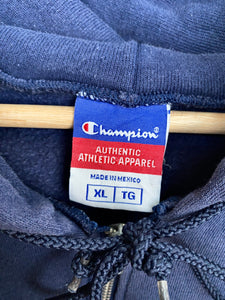 Champion
AUTHENTIC
ATHLETIC APPAREL
MADE IN MEXICO
XL TG